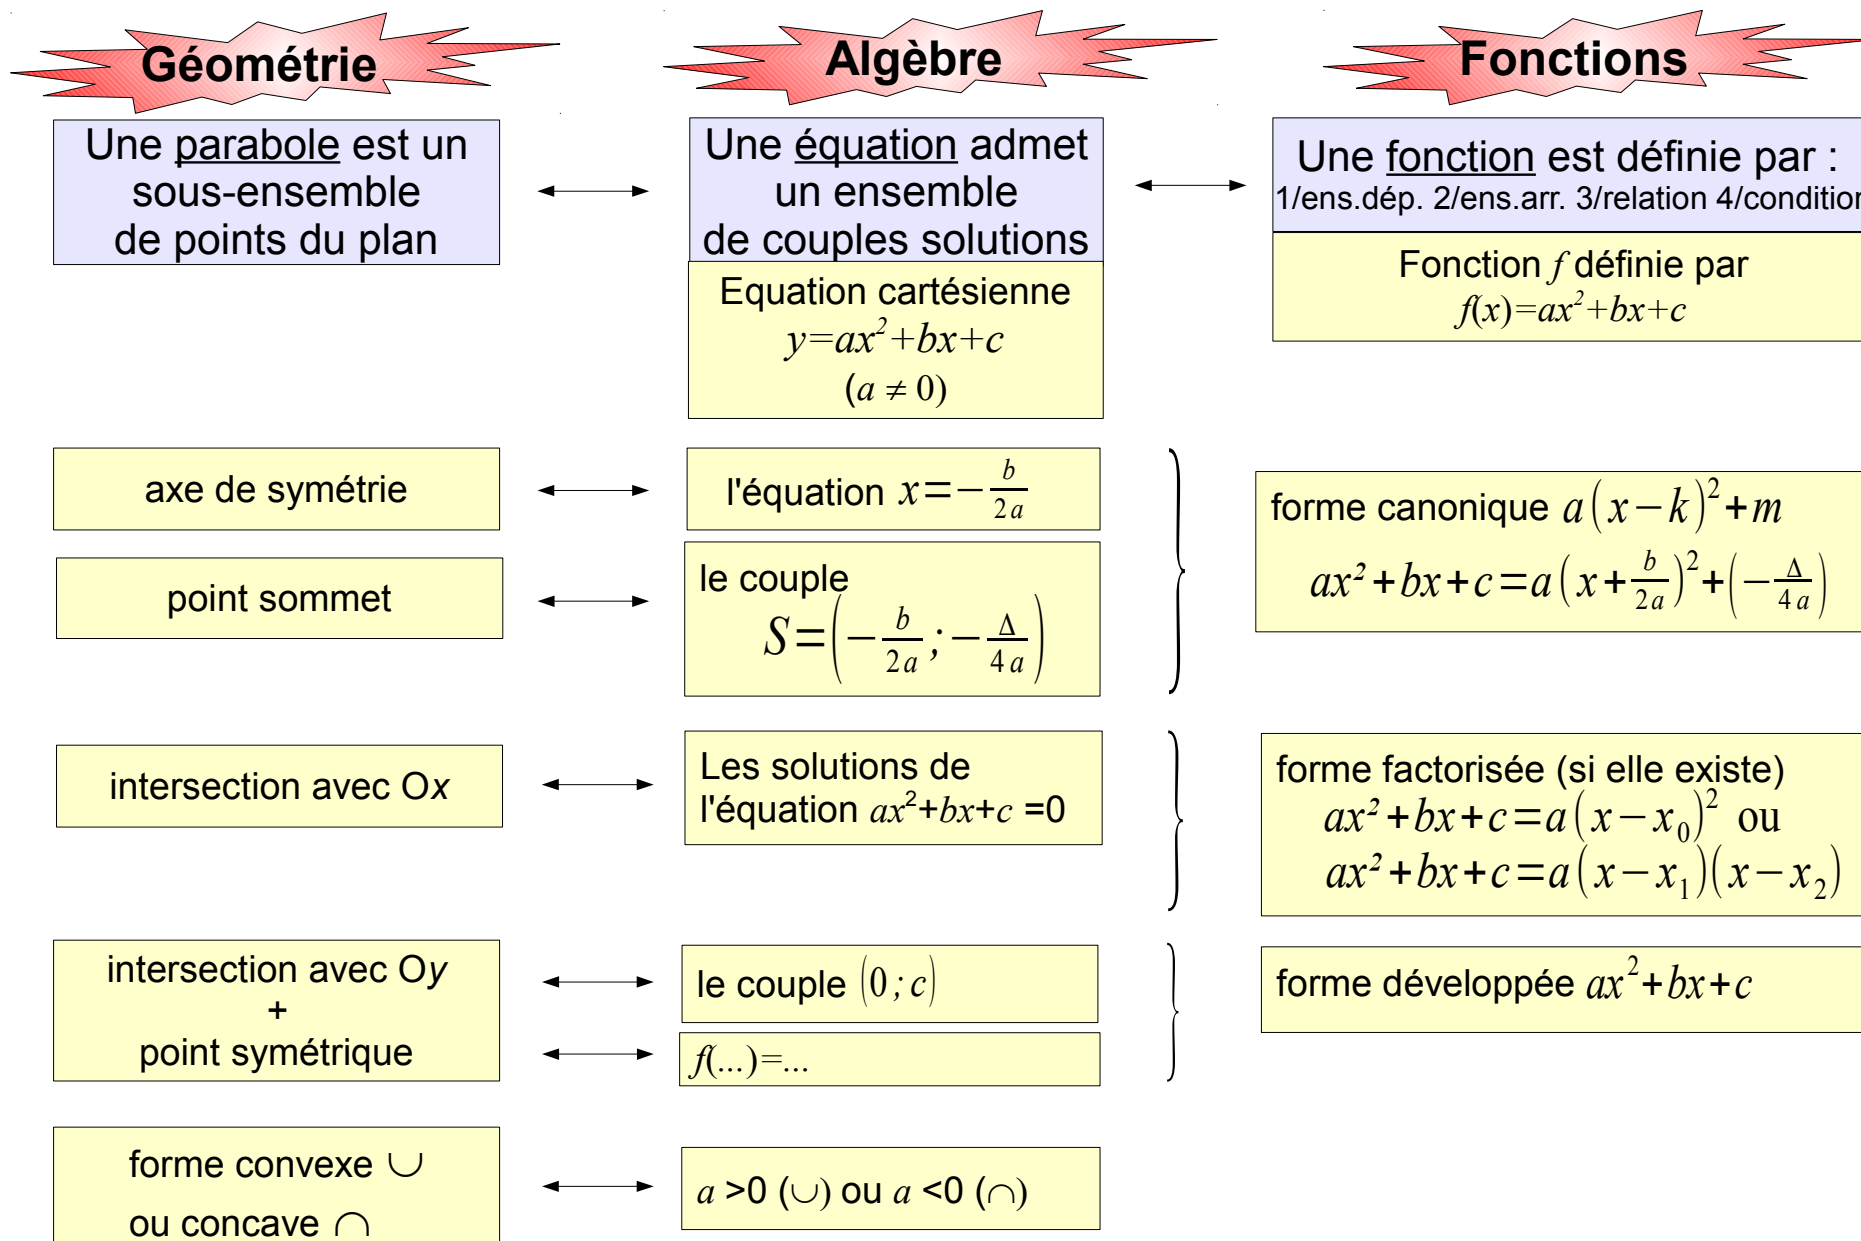 Géométrie
Algèbre
Fonctions
Une parabole est un
sous-ensemble
de points du plan
Une équation admet
un ensemble
de couples solutions
Une fonction est définie par :
1/ens.dép. 2/ens.arr. 3/relation 4/condition
Equation cartésienne
y=ax²+bx+c
(a ≠ 0)
Fonction f définie par
f(x)=ax²+bx+c
axe de symétrie
l'équation x=−b/2a
point sommet
le couple
S=(−b/2a ; −Δ/4a)
forme canonique a(x−k)²+m
ax²+bx+c=a(x+b/2a)²+(−Δ/4a)
intersection avec Ox
Les solutions de
l'équation ax²+bx+c =0
forme factorisée (si elle existe)
ax²+bx+c=a(x−x₀)² ou
ax²+bx+c=a(x−x₁)(x−x₂)
intersection avec Oy
+
point symétrique
le couple (0 ; c)
f(...)=...
forme développée ax²+bx+c
forme convexe ∪
ou concave ∩
a >0 (∪) ou a <0 (∩)